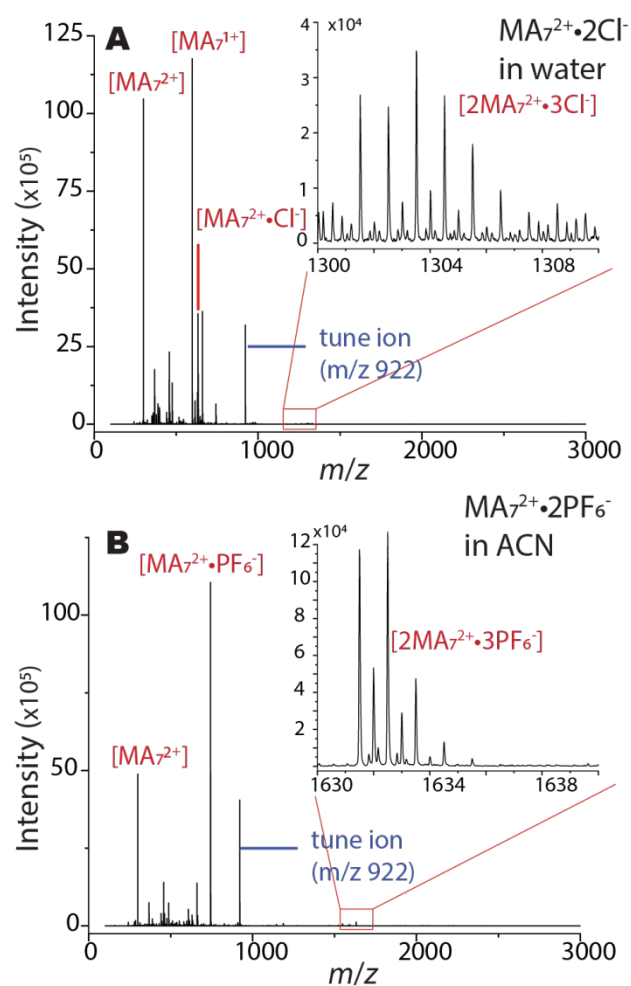 A
MA₇²⁺•2Cl⁻
in water
[MA₇¹⁺]
[MA₇²⁺]
[MA₇²⁺•Cl⁻]
[2MA₇²⁺•3Cl⁻]
x10⁴
4
3
2
1
0
1300 1304 1308
tune ion
(m/z 922)
Intensity (x10⁵)
125
100
75
50
25
0
1000 2000 3000
m/z
B
MA₇²⁺•2PF₆⁻
in ACN
[MA₇²⁺•PF₆⁻]
[MA₇²⁺]
[2MA₇²⁺•3PF₆⁻]
x10⁴
12
10
8
6
4
2
1630 1634 1638
tune ion
(m/z 922)
Intensity (x10⁵)
100
50
0
0 1000 2000 3000
m/z